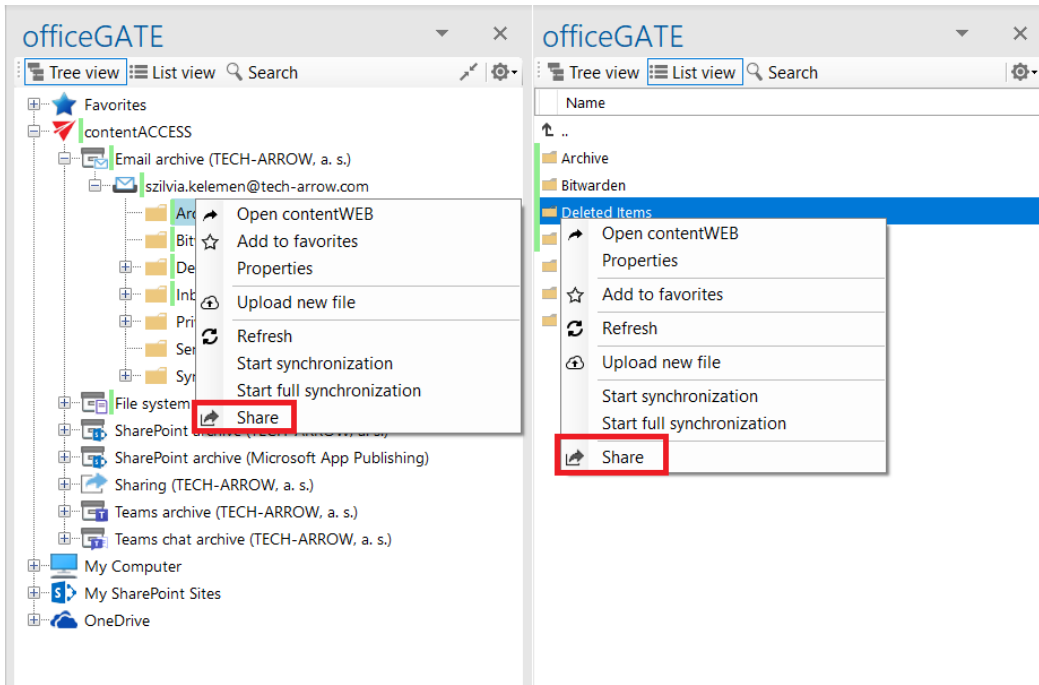 officeGATE
Tree view List view Search
Favorites
contentACCESS
Email archive (TECH-ARROW, a. s.)
szilvia.kelemen@tech-arrow.com
Open contentWEB
Add to favorites
Properties
Upload new file
Refresh
Start synchronization
Start full synchronization
Share
File system
SharePoint archive (TECH-ARROW, a. s.)
SharePoint archive (Microsoft App Publishing)
Sharing (TECH-ARROW, a. s.)
Teams archive (TECH-ARROW, a. s.)
Teams chat archive (TECH-ARROW, a. s.)
My Computer
My SharePoint Sites
OneDrive
officeGATE
Tree view List view Search
Name
..
Archive
Bitwarden
Deleted Items
Open contentWEB
Properties
Add to favorites
Refresh
Upload new file
Start synchronization
Start full synchronization
Share